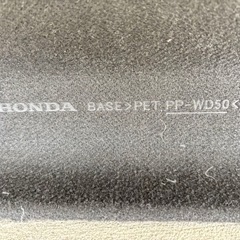 HONDA BASE>PET PP-WD50<